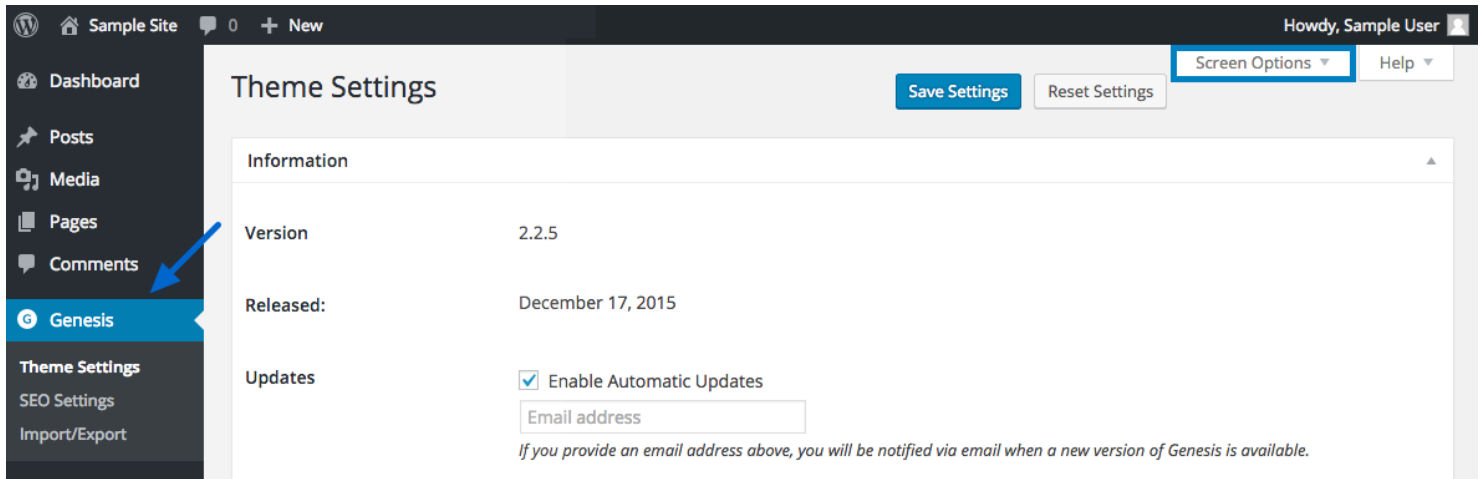 Sample Site 0 + New Howdy, Sample User
Screen Options Help
Dashboard
Theme Settings
Save Settings Reset Settings
Posts
Information
Media
Pages
Version 2.2.5
Comments
Released: December 17, 2015
G Genesis
Theme Settings
Updates Enable Automatic Updates
SEO Settings
Email address
Import/Export
If you provide an email address above, you will be notified via email when a new version of Genesis is available.